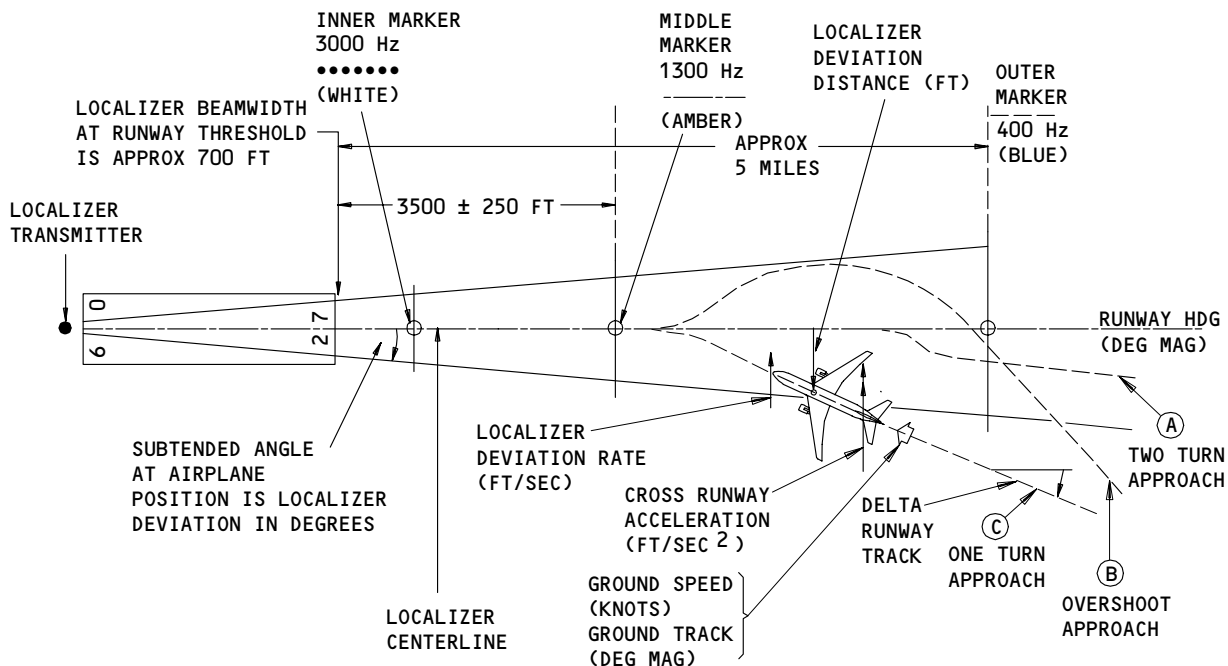 INNER MARKER
3000 Hz
(WHITE)
MIDDLE
MARKER
1300 Hz
(AMBER)
LOCALIZER
DEVIATION
DISTANCE (FT)
OUTER
MARKER
400 Hz
(BLUE)
LOCALIZER BEAMWIDTH
AT RUNWAY THRESHOLD
IS APPROX 700 FT
APPROX
5 MILES
3500 ± 250 FT
LOCALIZER
TRANSMITTER
0
6
7
2
RUNWAY HDG
(DEG MAG)
SUBTENDED ANGLE
AT AIRPLANE
POSITION IS LOCALIZER
DEVIATION IN DEGREES
LOCALIZER
DEVIATION RATE
(FT/SEC)
CROSS RUNWAY
ACCELERATION
(FT/SEC 2)
DELTA
RUNWAY
TRACK
A
TWO TURN
APPROACH
C
ONE TURN
APPROACH
B
OVERSHOOT
APPROACH
GROUND SPEED
(KNOTS)
GROUND TRACK
(DEG MAG)
LOCALIZER
CENTERLINE